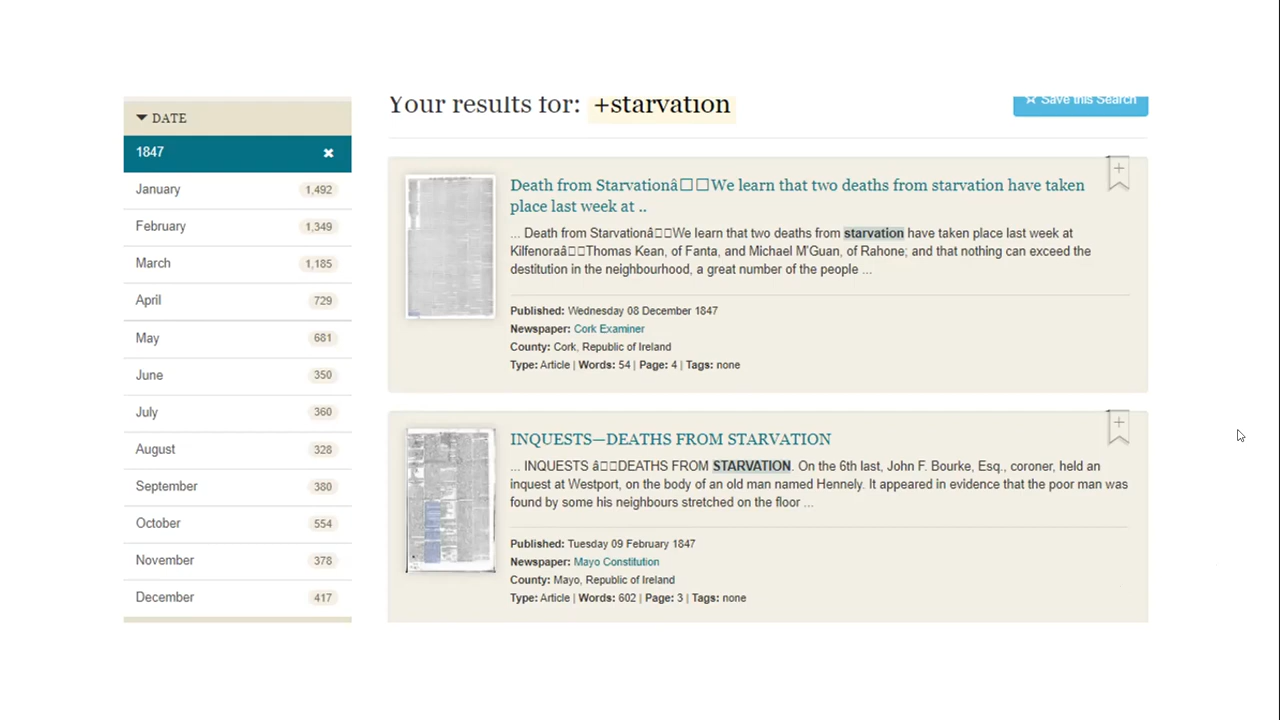 DATE
1847
January 1,492
February 1,349
March 1,185
April 729
May 681
June 350
July 360
August 328
September 380
October 554
November 378
December 417
Your results for: +starvation
Save this Search
Death from Starvationâ□□We learn that two deaths from starvation have taken
place last week at ..
... Death from Starvationâ□□We learn that two deaths from starvation have taken place last week at
Kilfenoraâ□□Thomas Kean, of Fanta, and Michael M'Guan, of Rahone; and that nothing can exceed the
destitution in the neighbourhood, a great number of the people ...
Published: Wednesday 08 December 1847
Newspaper: Cork Examiner
County: Cork, Republic of Ireland
Type: Article | Words: 54 | Page: 4 | Tags: none
INQUESTS—DEATHS FROM STARVATION
... INQUESTS â□□DEATHS FROM STARVATION. On the 6th last, John F. Bourke, Esq., coroner, held an
inquest at Westport, on the body of an old man named Hennely. It appeared in evidence that the poor man was
found by some his neighbours stretched on the floor ...
Published: Tuesday 09 February 1847
Newspaper: Mayo Constitution
County: Mayo, Republic of Ireland
Type: Article | Words: 602 | Page: 3 | Tags: none